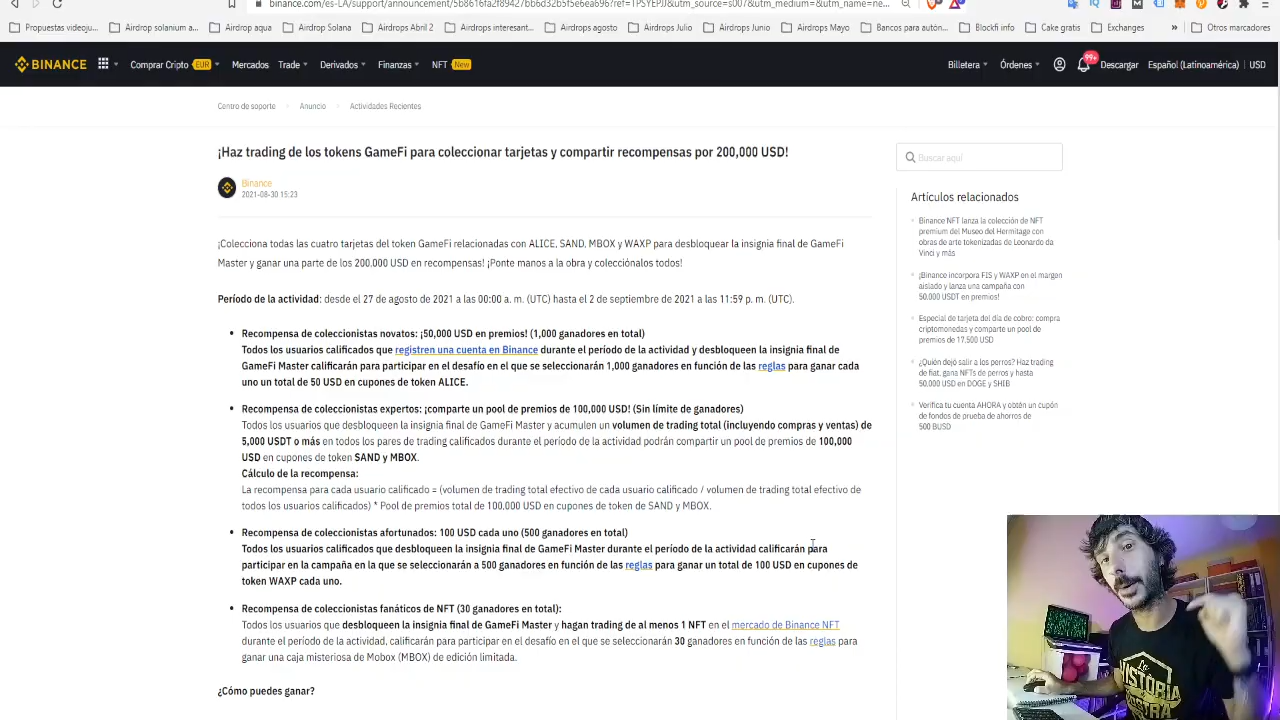 binance.com/es-LA/support/announcement/5b8616fa2f89427bb6d32b5f5e6ea696?ref=TPSYEPJJ&utm_source=s007&utm_medium=&utm_name=ne...
Propuestas videoju... Airdrop solanium a... Airdrop aqua Airdrop Solana Airdrops Abril 2 Airdrops interesant... Airdrops agosto Airdrops Julio Airdrops Junio Airdrops Mayo Bancos para autón... Blockfi info Cake gratis Exchanges » Otros marcadores
BINANCE Comprar Cripto EUR Mercados Trade Derivados Finanzas NFT New Billetera Órdenes 99+ Descargar Español (Latinoamérica) USD
Centro de soporte Anuncio Actividades Recientes
¡Haz trading de los tokens GameFi para coleccionar tarjetas y compartir recompensas por 200,000 USD!
Binance
2021-08-30 15:23
¡Colecciona todas las cuatro tarjetas del token GameFi relacionadas con ALICE, SAND, MBOX y WAXP para desbloquear la insignia final de GameFi
Master y ganar una parte de los 200.000 USD en recompensas! ¡Ponte manos a la obra y colecciónalos todos!
Período de la actividad: desde el 27 de agosto de 2021 a las 00:00 a. m. (UTC) hasta el 2 de septiembre de 2021 a las 11:59 p. m. (UTC).
Recompensa de coleccionistas novatos: ¡50,000 USD en premios! (1,000 ganadores en total)
Todos los usuarios calificados que registren una cuenta en Binance durante el período de la actividad y desbloqueen la insignia final de
GameFi Master calificarán para participar en el desafío en el que se seleccionarán 1,000 ganadores en función de las reglas para ganar cada
uno un total de 50 USD en cupones de token ALICE.
Recompensa de coleccionistas expertos: ¡comparte un pool de premios de 100,000 USD! (Sin límite de ganadores)
Todos los usuarios que desbloqueen la insignia final de GameFi Master y acumulen un volumen de trading total (incluyendo compras y ventas) de
5,000 USDT o más en todos los pares de trading calificados durante el período de la actividad podrán compartir un pool de premios de 100,000
USD en cupones de token SAND y MBOX.
Cálculo de la recompensa:
La recompensa para cada usuario calificado = (volumen de trading total efectivo de cada usuario calificado / volumen de trading total efectivo de
todos los usuarios calificados) * Pool de premios total de 100,000 USD en cupones de token de SAND y MBOX.
Recompensa de coleccionistas afortunados: 100 USD cada uno (500 ganadores en total)
Todos los usuarios calificados que desbloqueen la insignia final de GameFi Master durante el período de la actividad calificarán para
participar en la campaña en la que se seleccionarán a 500 ganadores en función de las reglas para ganar un total de 100 USD en cupones de
token WAXP cada uno.
Recompensa de coleccionistas fanáticos de NFT (30 ganadores en total):
Todos los usuarios que desbloqueen la insignia final de GameFi Master y hagan trading de al menos 1 NFT en el mercado de Binance NFT
durante el período de la actividad, calificarán para participar en el desafío en el que se seleccionarán 30 ganadores en función de las reglas para
ganar una caja misteriosa de Mobox (MBOX) de edición limitada.
¿Cómo puedes ganar?
Buscar aquí
Artículos relacionados
Binance NFT lanza la colección de NFT
premium del Museo del Hermitage con
obras de arte tokenizadas de Leonardo da
Vinci y más
¡Binance incorpora FIS y WAXP en el margen
aislado y lanza una campaña con
50.000 USDT en premios!
Especial de tarjeta del día de cobro: compra
criptomonedas y comparte un pool de
premios de 17.500 USD
¿Quién dejó salir a los perros? Haz trading
de fiat, gana NFTs de perros y hasta
50,000 USD en DOGE y SHIB
Verifica tu cuenta AHORA y obtén un cupón
de fondos de prueba de ahorros de
500 BUSD
La
HISTORIA